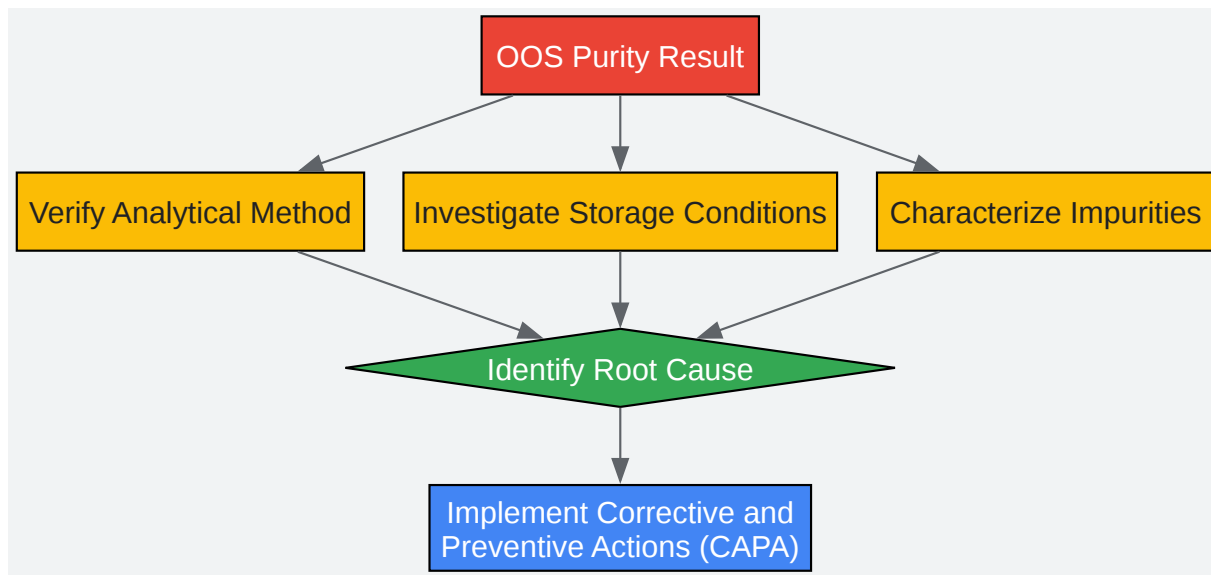 OOS Purity Result
Verify Analytical Method
Investigate Storage Conditions
Characterize Impurities
Identify Root Cause
Implement Corrective and
Preventive Actions (CAPA)